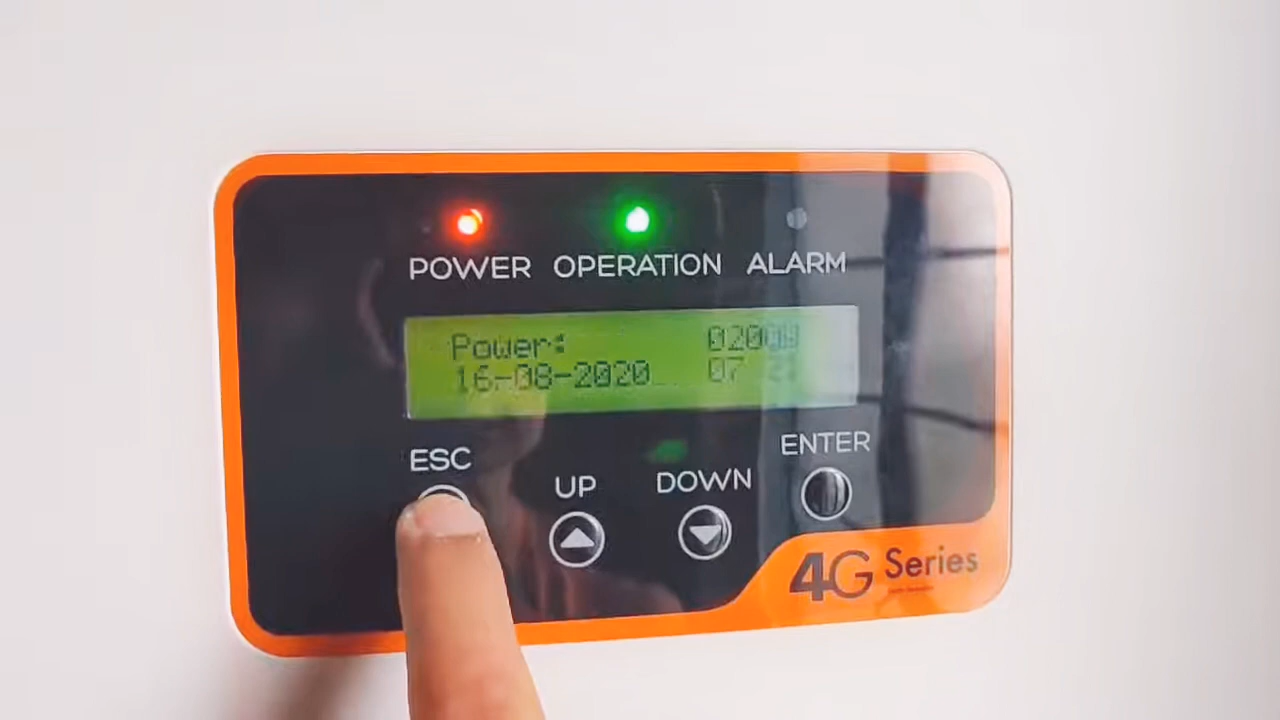 POWER OPERATION ALARM
Power:
16-08-2020 07
ESC
UP
DOWN
ENTER
4G Series